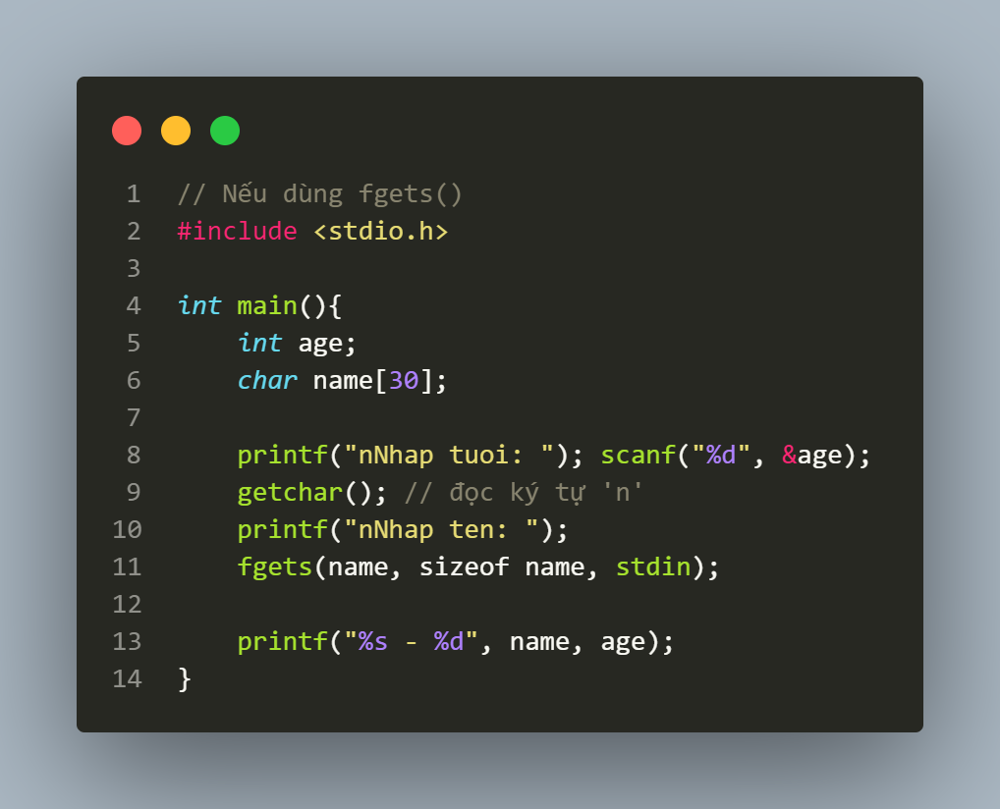 1 // Nếu dùng fgets()
2 #include <stdio.h>
3
4 int main(){
5     int age;
6     char name[30];
7
8     printf("nNhap tuoi: "); scanf("%d", &age);
9     getchar(); // đọc ký tự 'n'
10     printf("nNhap ten: ");
11     fgets(name, sizeof name, stdin);
12
13     printf("%s - %d", name, age);
14 }